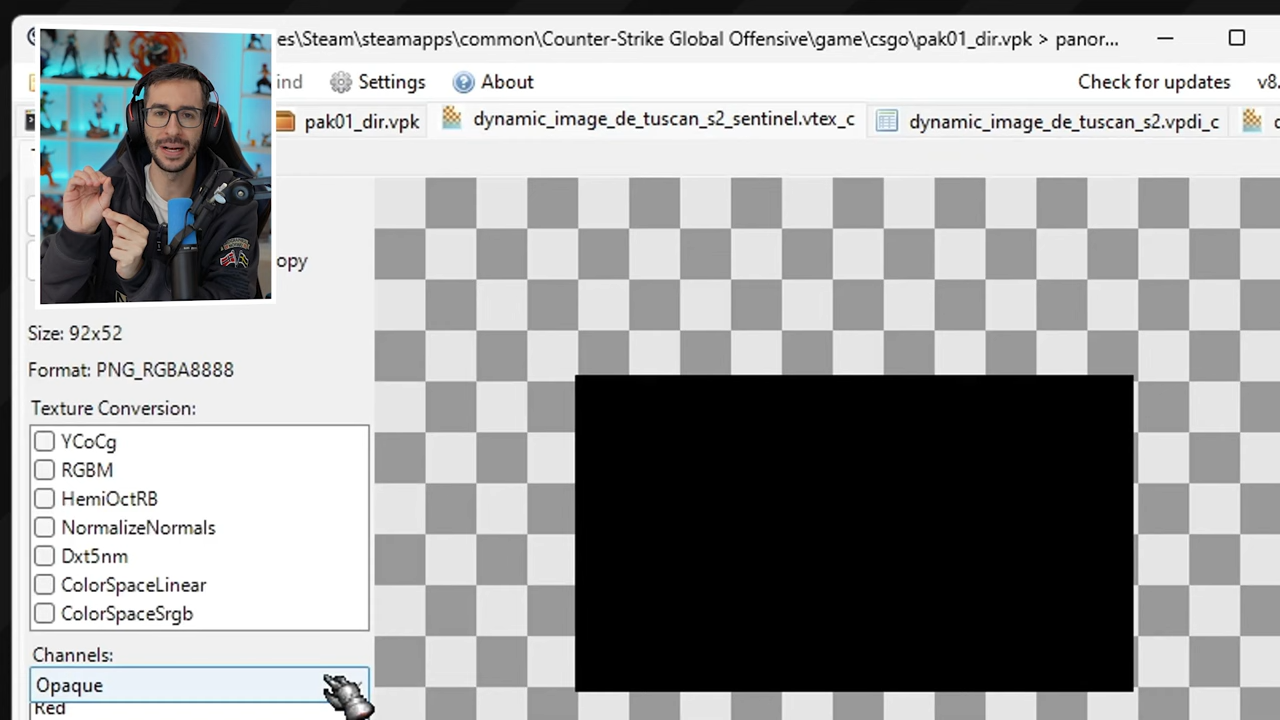 es\Steam\steamapps\common\Counter-Strike Global Offensive\game\csgo\pak01_dir.vpk > panor...
ind Settings About Check for updates v8.
pak01_dir.vpk dynamic_image_de_tuscan_s2_sentinel.vtex_c dynamic_image_de_tuscan_s2.vpdi_c
opy
Size: 92x52
Format: PNG_RGBA8888
Texture Conversion:
YCoCg
RGBM
HemiOctRB
NormalizeNormals
Dxt5nm
ColorSpaceLinear
ColorSpaceSrgb
Channels:
Opaque
Red